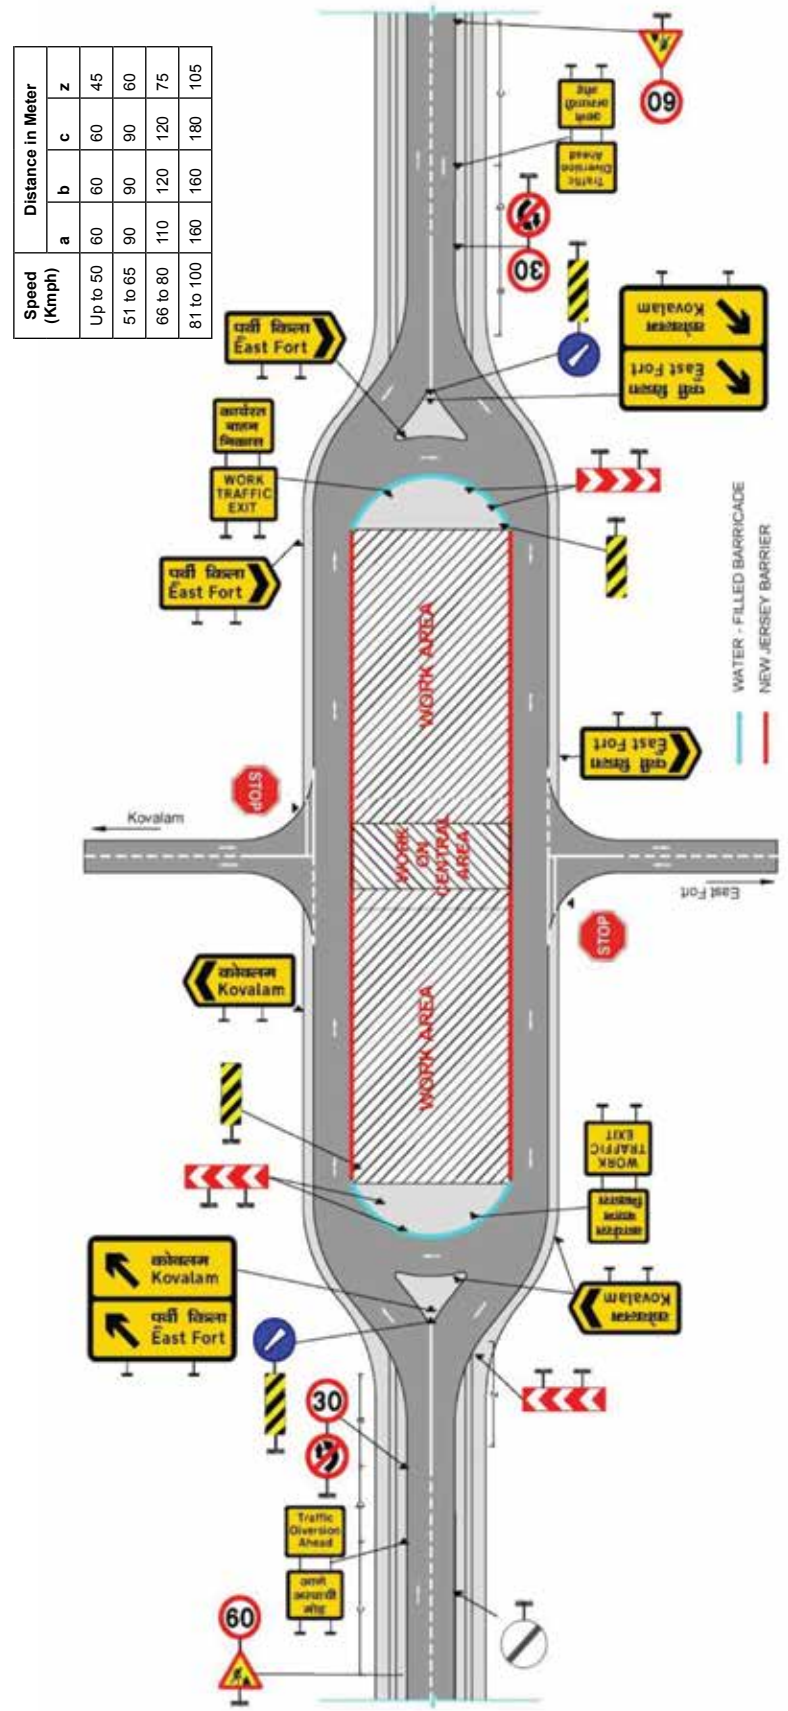 Speed
(Kmph)
Distance in Meter
a b c z
Up to 50 60 60 60 45
51 to 65 90 90 90 60
66 to 80 110 120 120 75
81 to 100 160 160 180 105
60
Traffic
Diversion
Ahead
30
पूर्वी किला
East Fort
कार्यरत
वाहन
निकास
WORK
TRAFFIC
EXIT
पूर्वी किला
East Fort
कोवलम
Kovalam
पूर्वी किला
East Fort
WORK AREA
WATER - FILLED BARRICADE
NEW JERSEY BARRIER
पूर्वी किला
East Fort
STOP
Kovalam
WORK
ON
CENTRAL
AREA
East Fort
STOP
कोवलम
Kovalam
WORK AREA
WORK
TRAFFIC
EXIT
कार्यरत
वाहन
निकास
कोवलम
Kovalam
पूर्वी किला
East Fort
कोवलम
Kovalam
30
Traffic
Diversion
Ahead
60